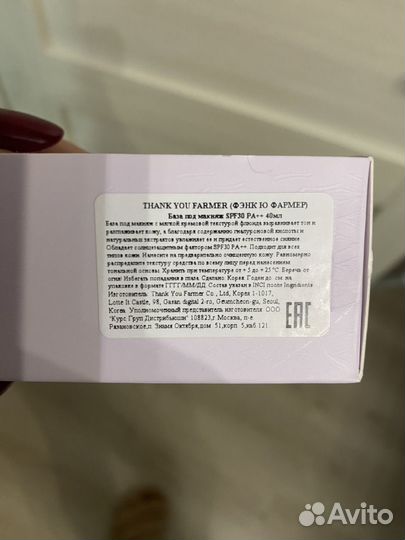 THANK YOU FARMER (ФЭНК Ю ФАРМЕР)
База под макияж SPF30 PA++ 40мл
База под макияж с мягкой кремовой текстурой флюида выравнивает тон и
разглаживает кожу, а благодаря содержанию гиалуроновой кислоты и
натуральных экстрактов увлажняет ее и придает естественное сияние.
Обладает солнцезащитным фактором SPF30 PA++. Подходит для всех
типов кожи. Нанесите на предварительно очищенную кожу. Равномерно
распределите текстуру средства по всему лицу перед нанесением
тональной основы. Хранить при температуре от + 5 до + 25 °С. Беречь от
огня. Избегать попадания в глаза. Сделано: Корея. Годен до: см. на
упаковке в формате ГГГГ/ММ/ДД. Состав указан в INCI после Ingredients
Изготовитель: Thank You Farmer Co., Ltd, Корея 1-1017,
Lotte It Castle, 98, Gasan digital 2-ro, Geumcheon-gu, Seoul,
Korea. Уполномоченный представитель изготовителя: ООО
"Курс Груп Дистрибьюшн" 108823,г Москва, п-е
Рязановское,п. Знамя Октября,дом 51,корп. 5,каб 121.
EAC
Avito